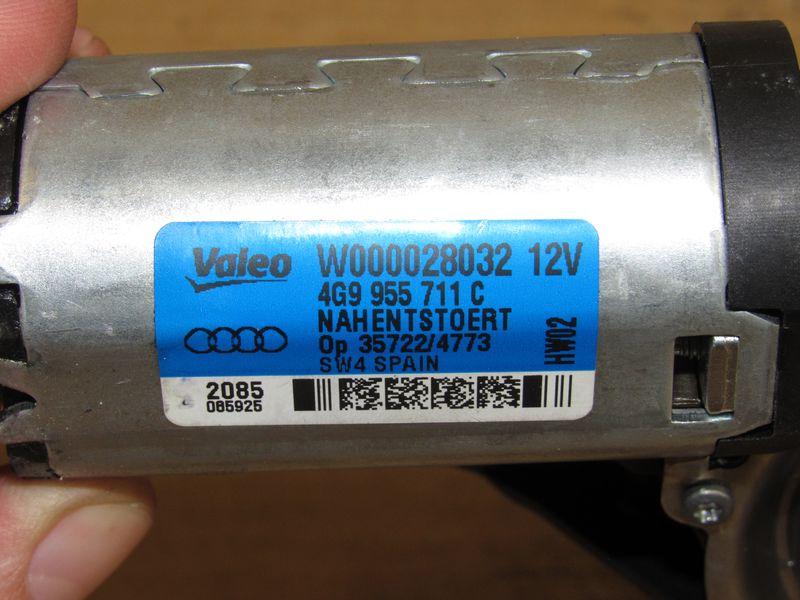 Valeo W000028032 12V
4G9 955 711 C
NAHENTSTOERT
Op 35722/4773
SW4 SPAIN
HW02
2085
085925